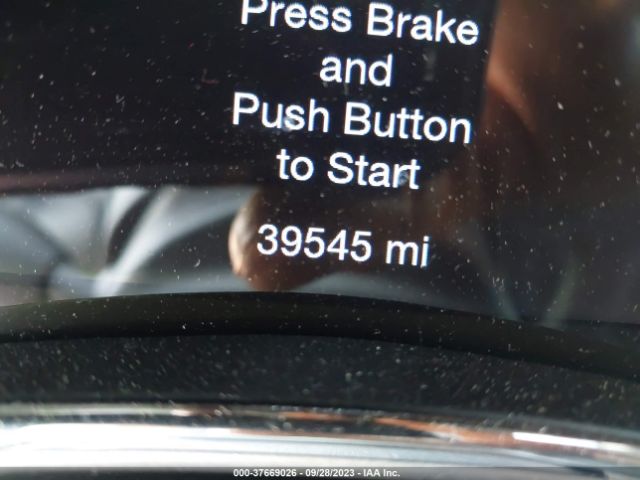 Press Brake
and
Push Button
to Start
39545 mi
000-37669026 - 09/28/2023 - IAA Inc.